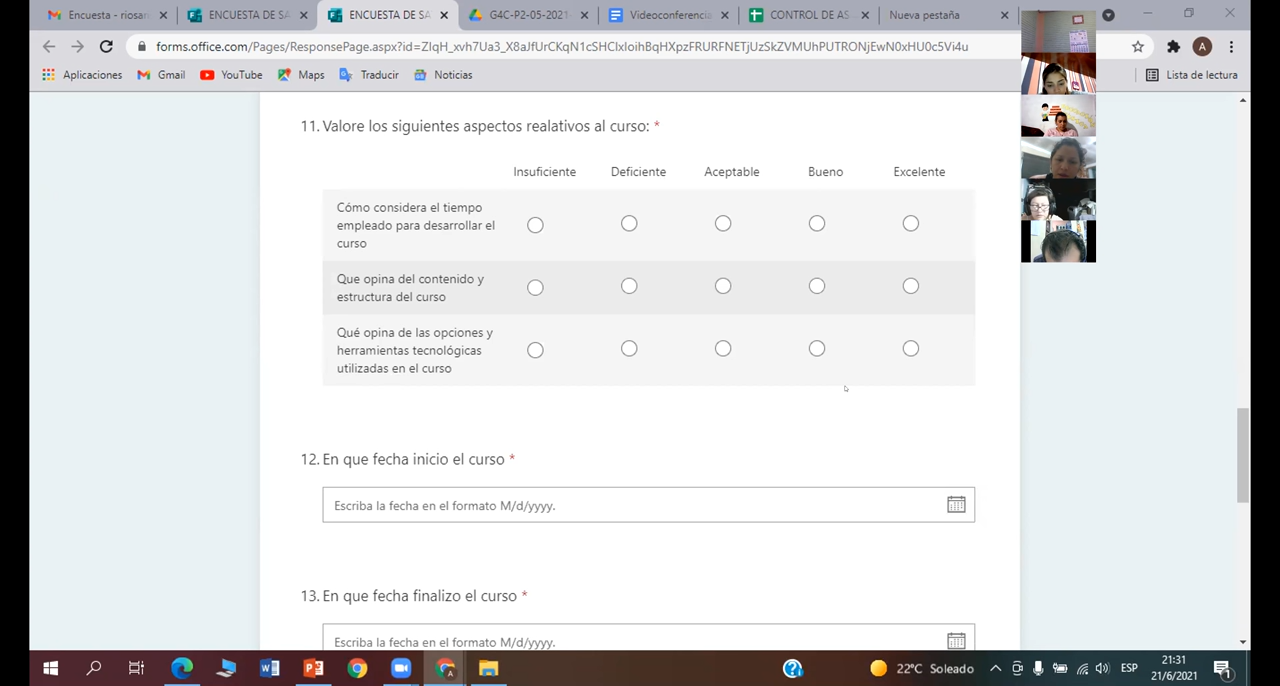 Encuesta - riosar
ENCUESTA DE SA
ENCUESTA DE SA
G4C-P2-05-2021-
Videoconferencia
CONTROL DE AS
Nueva pestaña
forms.office.com/Pages/ResponsePage.aspx?id=ZIqH_xvh7Ua3_X8aJfUrCKqN1cSHClxIoihBqHXpzFRURFNETjUzSkZVMUhPUTRONjEwN0xHU0c5Vi4u
Aplicaciones
Gmail
YouTube
Maps
Traducir
Noticias
Lista de lectura
11. Valore los siguientes aspectos realativos al curso: *
Insuficiente Deficiente Aceptable Bueno Excelente
Cómo considera el tiempo
empleado para desarrollar el
curso
Que opina del contenido y
estructura del curso
Qué opina de las opciones y
herramientas tecnológicas
utilizadas en el curso
12. En que fecha inicio el curso *
Escriba la fecha en el formato M/d/yyyy.
13. En que fecha finalizo el curso *
Escriba la fecha en el formato M/d/yyyy.
22°C Soleado
ESP
21:31
21/6/2021